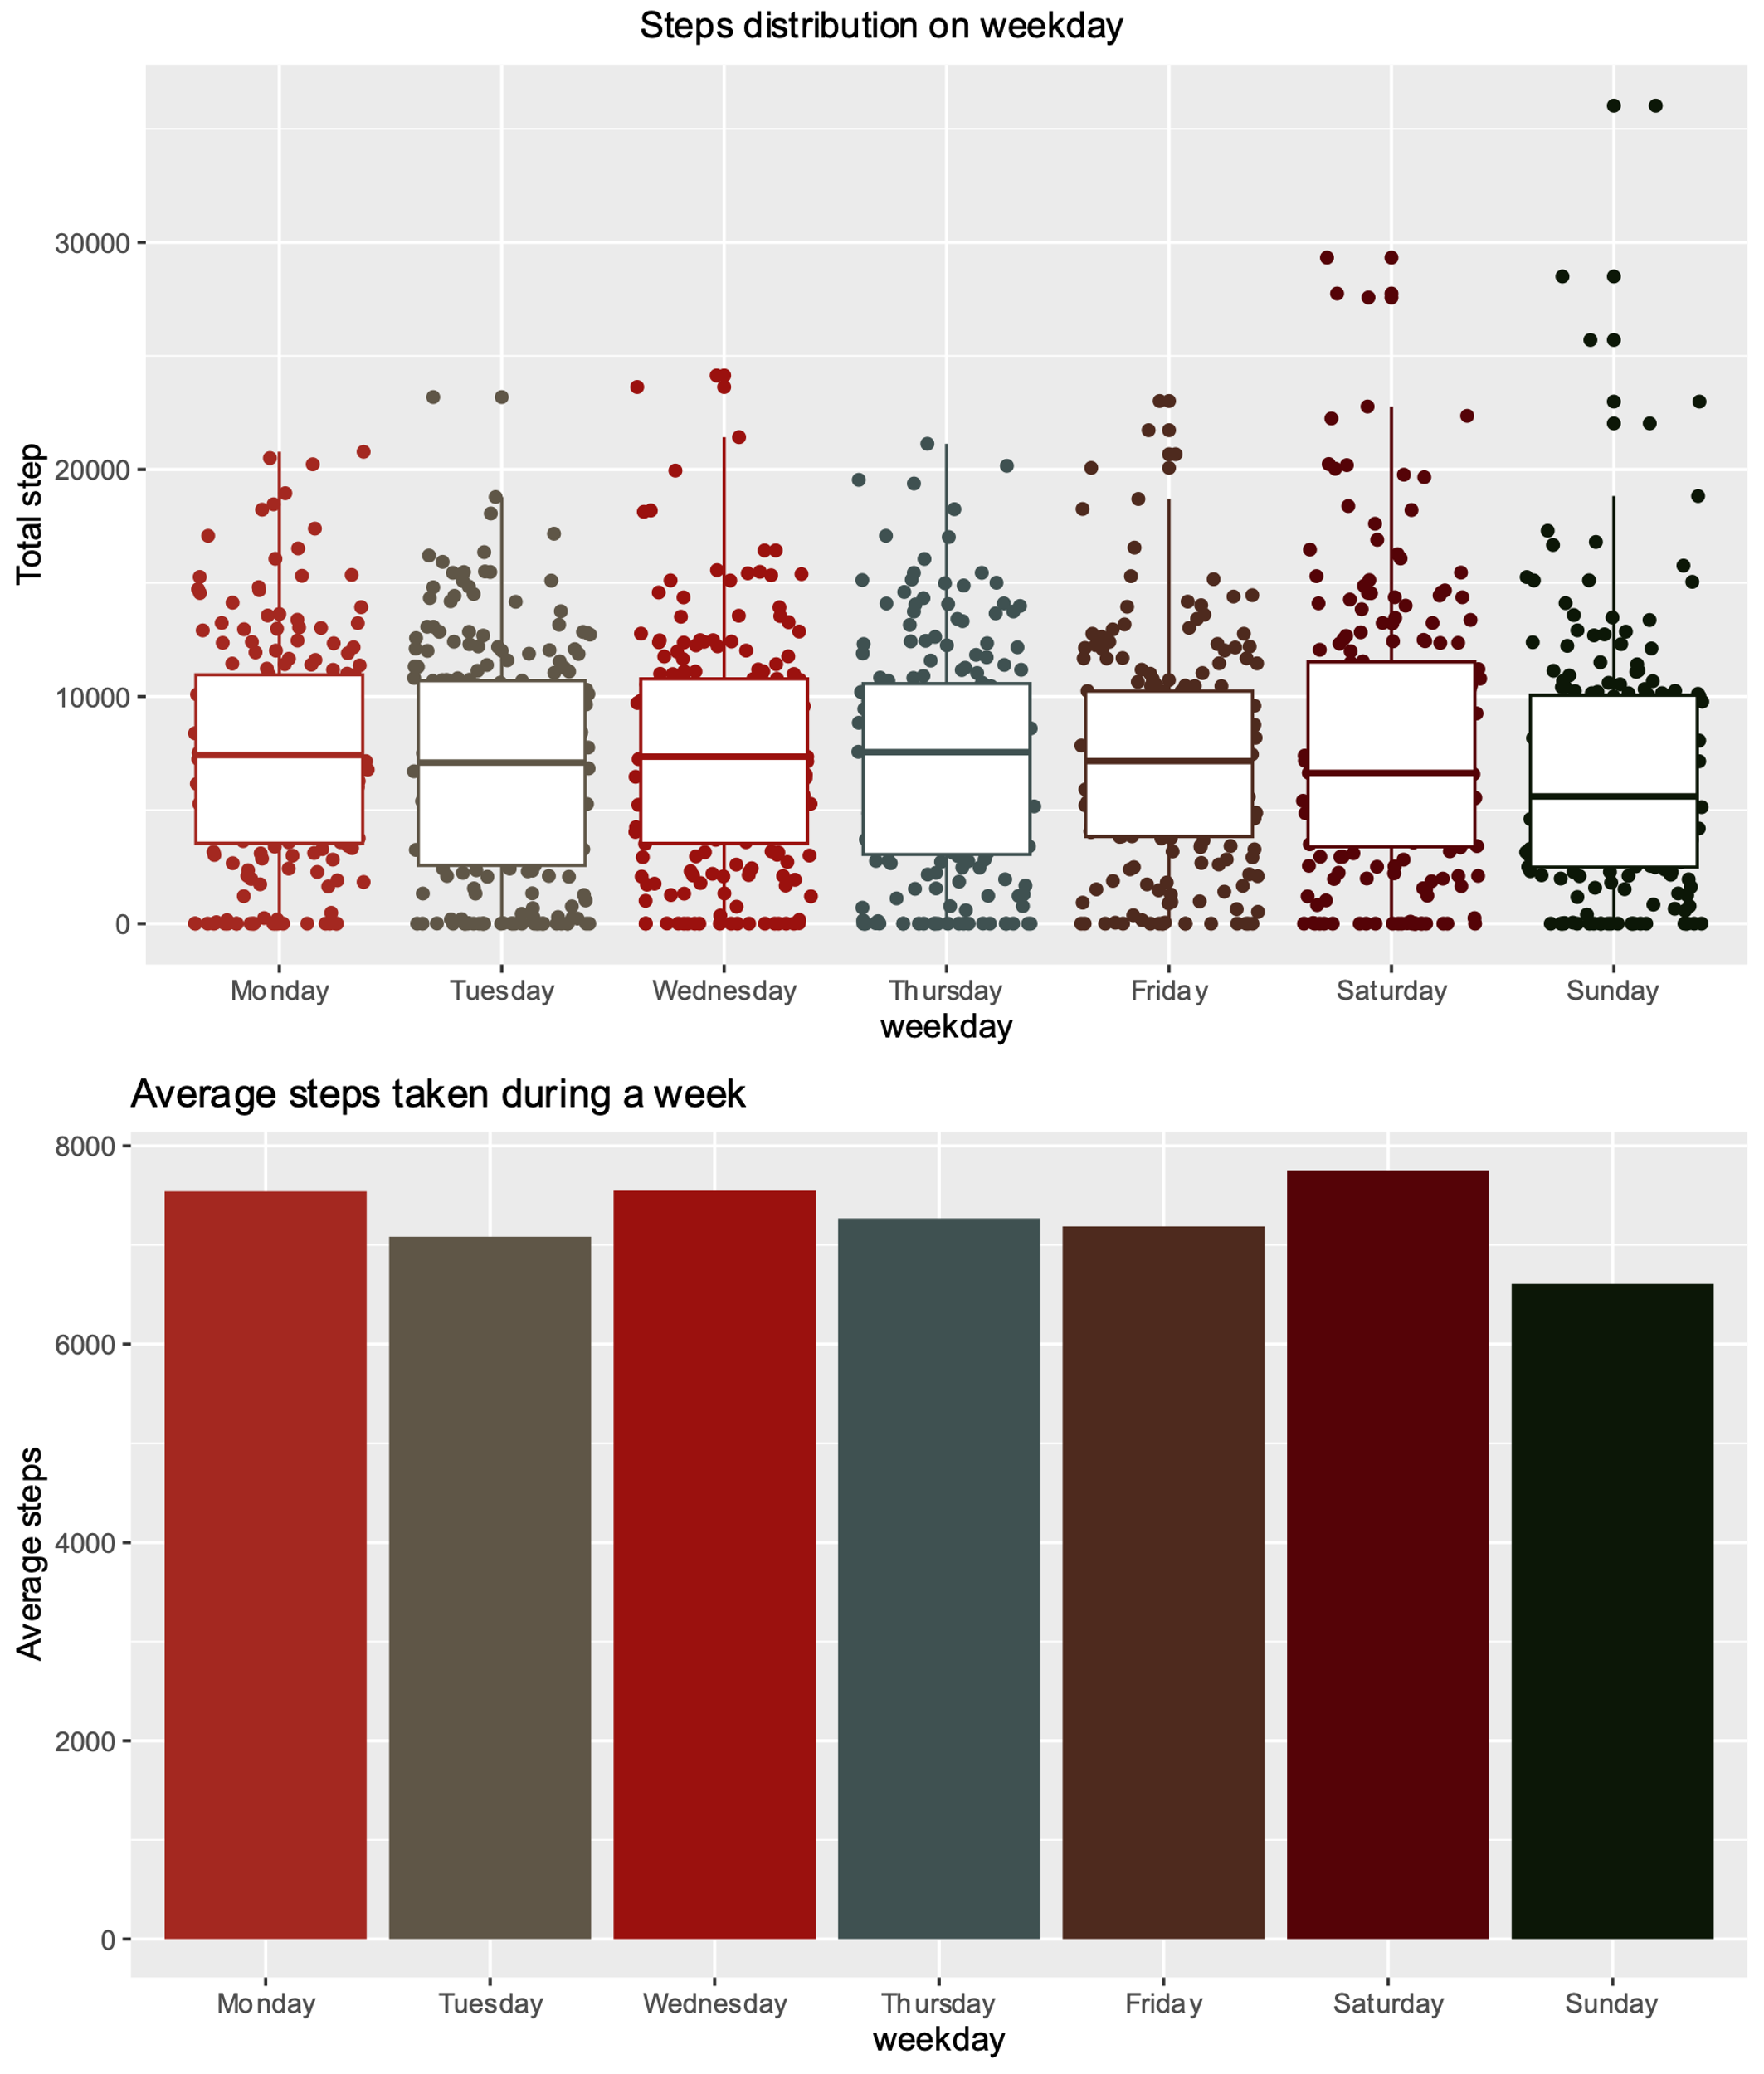 Steps distribution on weekday
Total step
30000
20000
10000
0
Monday Tuesday Wednesday Thursday Friday Saturday Sunday
weekday
Average steps taken during a week
Average steps
8000
6000
4000
2000
0
Monday Tuesday Wednesday Thursday Friday Saturday Sunday
weekday